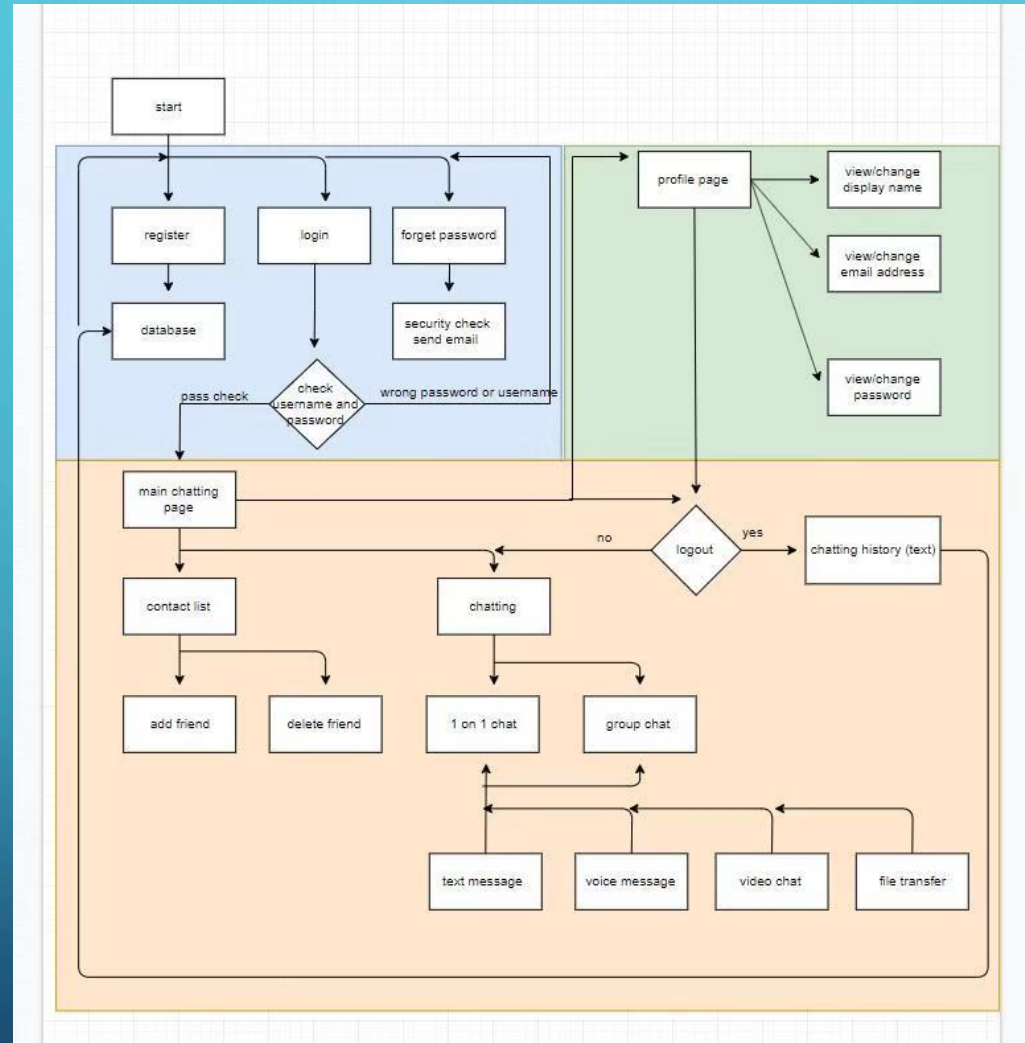 start
profile page
view/change
display name
register
login
forget password
view/change
email address
database
security check
send email
view/change
password
pass check
check
username and
password
wrong password or username
main chatting
page
no
logout
yes
chatting history (text)
contact list
chatting
add friend
delete friend
1 on 1 chat
group chat
text message
voice message
video chat
file transfer